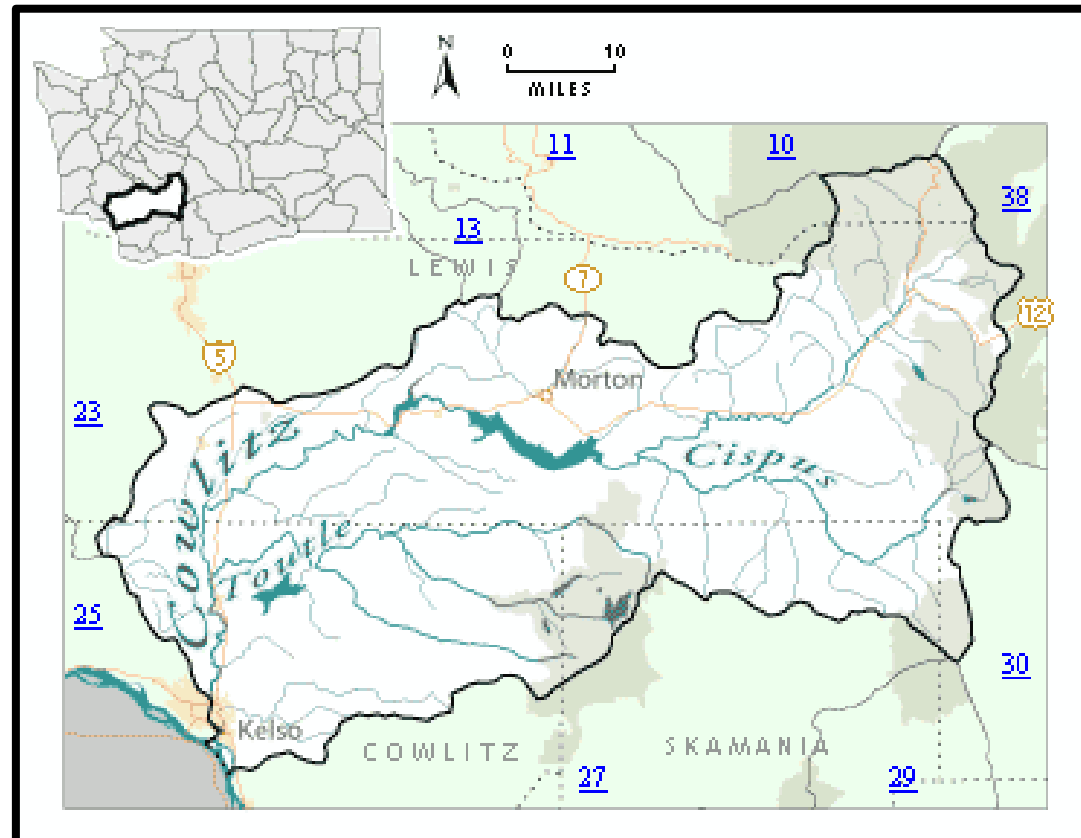 N
0 10
MILES
11
10
38
13
LEWIS
7
12
5
Morton
23
Cowlitz
Cispus
Toutle
25
30
Kelso
COWLITZ
SKAMANIA
27
29